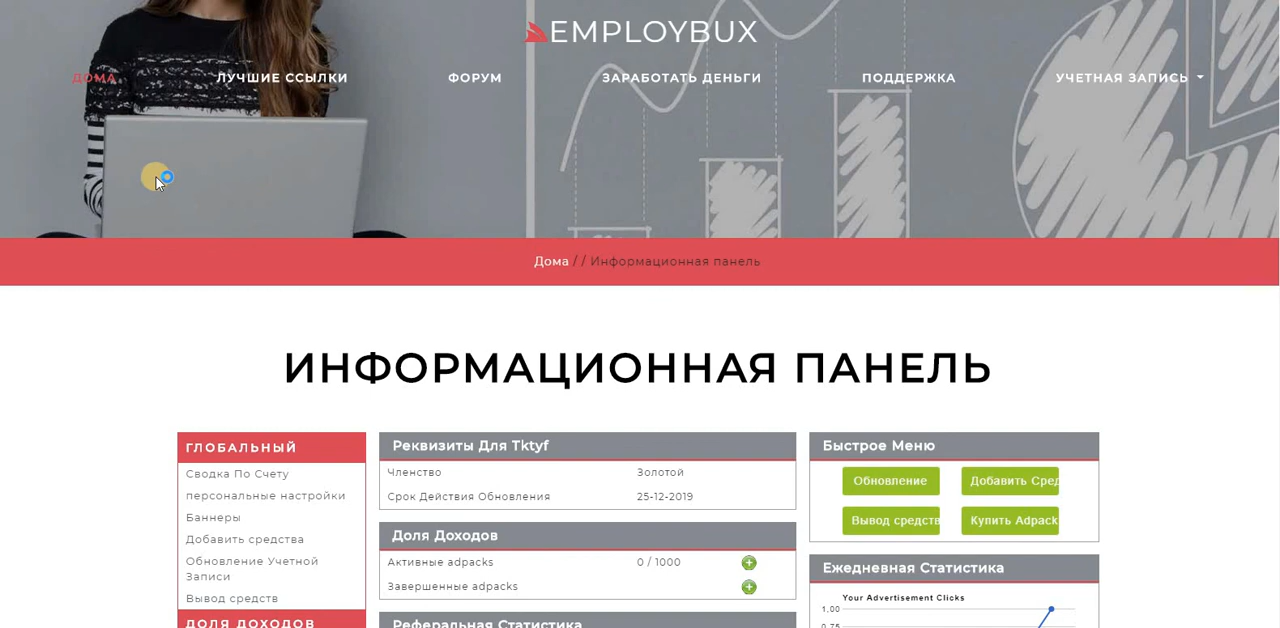 EMPLOYBUX
ДОМА ЛУЧШИЕ ССЫЛКИ ФОРУМ ЗАРАБОТАТЬ ДЕНЬГИ ПОДДЕРЖКА УЧЕТНАЯ ЗАПИСЬ
Дома / / Информационная панель
ИНФОРМАЦИОННАЯ ПАНЕЛЬ
ГЛОБАЛЬНЫЙ
Сводка По Счету
персональные настройки
Баннеры
Добавить средства
Обновление Учетной
Записи
Вывод средств
ДОЛЯ ДОХОДОВ
Реквизиты Для Tktyf
Членство Золотой
Срок Действия Обновления 25-12-2019
Доля Доходов
Активные adpacks 0 / 1000
Завершенные adpacks
Реферальная Статистика
Быстрое Меню
Обновление Добавить Сред
Вывод средств Купить Adpack
Ежедневная Статистика
Your Advertisement Clicks
1,00
0,75